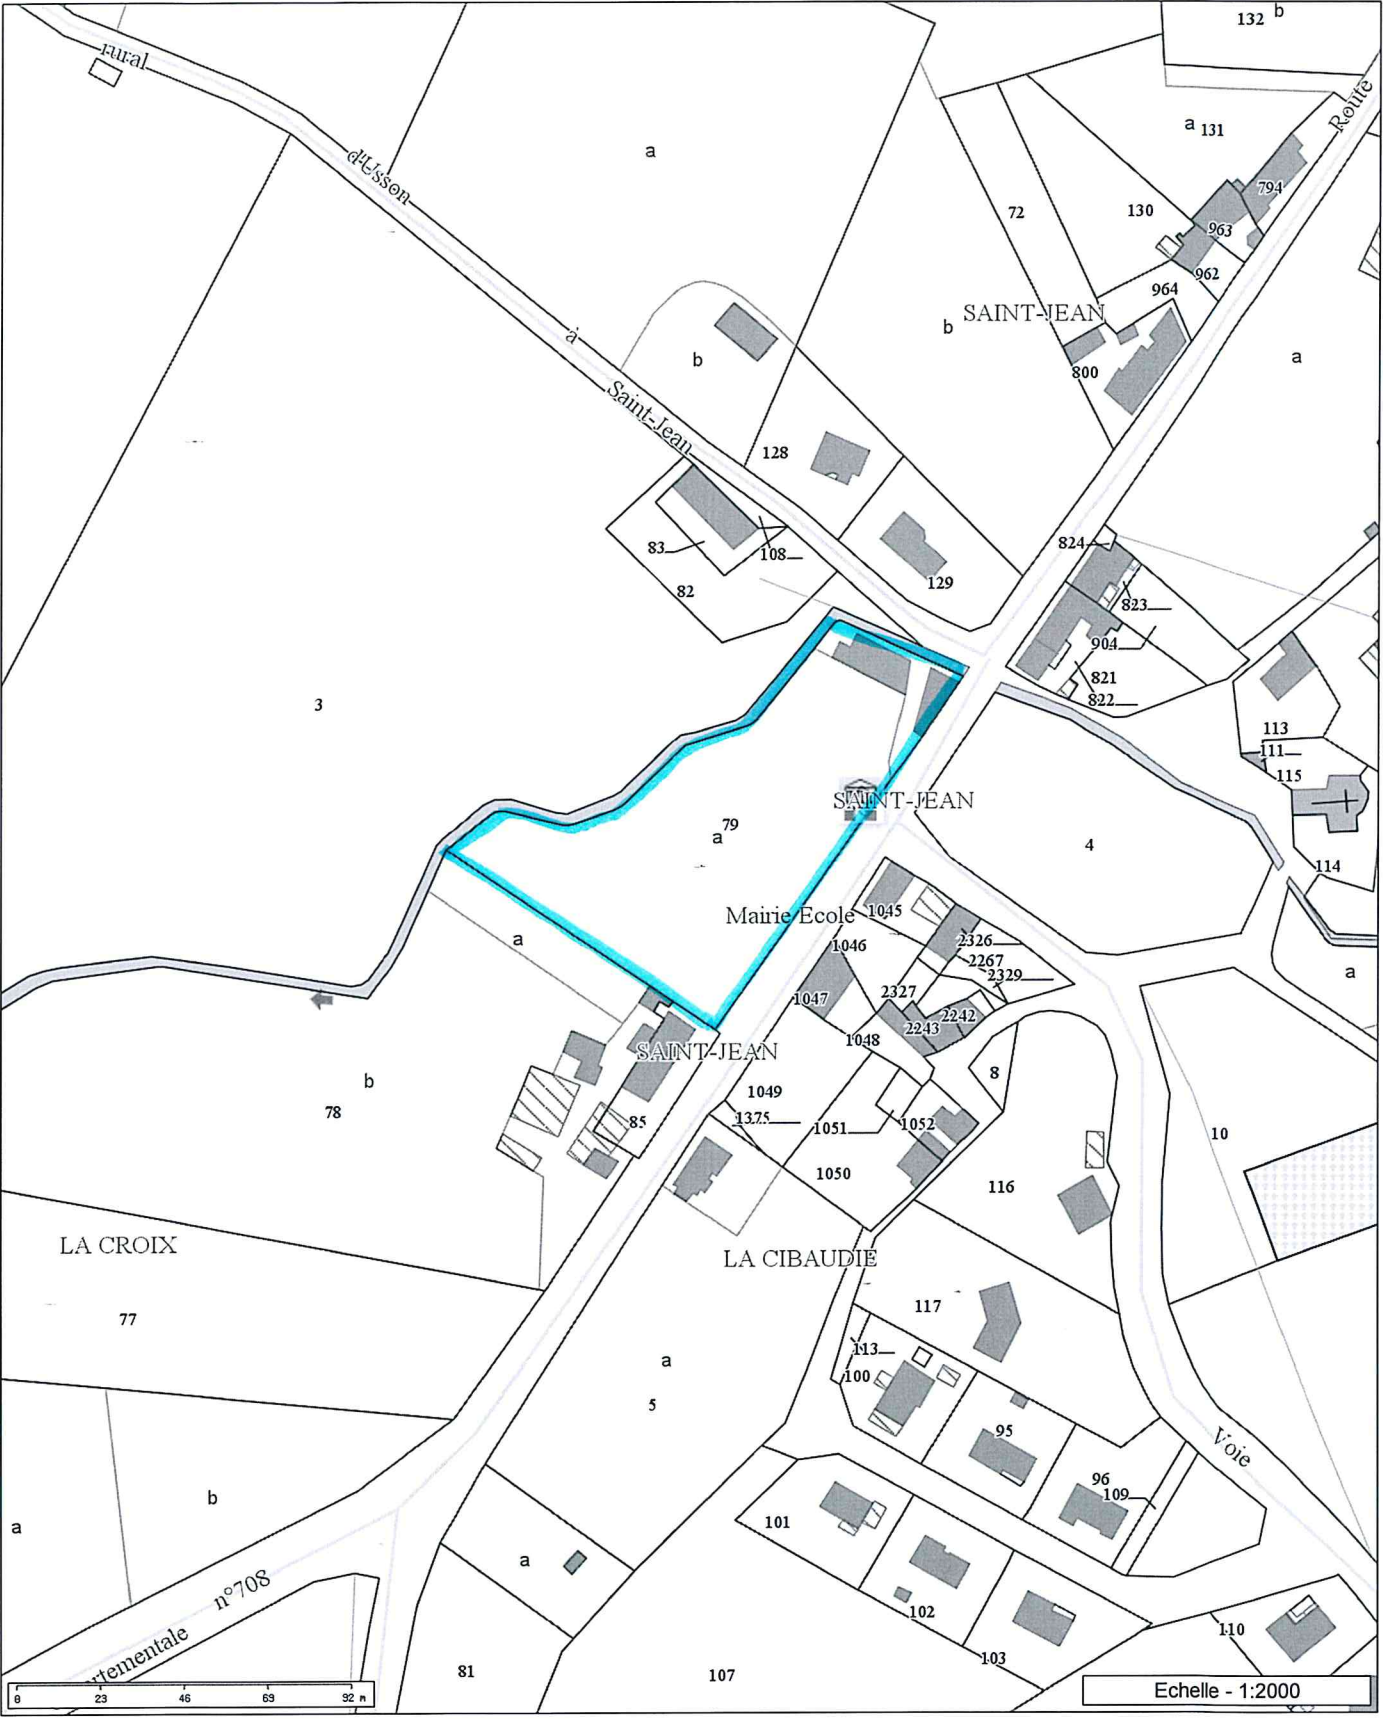 132 b
rural
Route
a 131
d'Usson
a
794
72
130
963
962
964
SAINT-JEAN
b
à
a
b
800
Saint-Jean
128
824
83
108
129
82
823
904
821
822
3
113
111
115
SAINT-JEAN
79
a
4
114
1045
Mairie Ecole
a
1046
2326
2267
2329
a
1047
2327
2242
2243
1048
SAINT-JEAN
8
b
78
1049
1375
85
1051
1052
10
1050
116
LA CROIX
LA CIBAUDIE
77
117
113
100
a
5
95
Voie
96
109
b
a
101
a
n°708
102
110
rtementale
103
81
107
0 23 46 69 92 m
Echelle - 1:2000